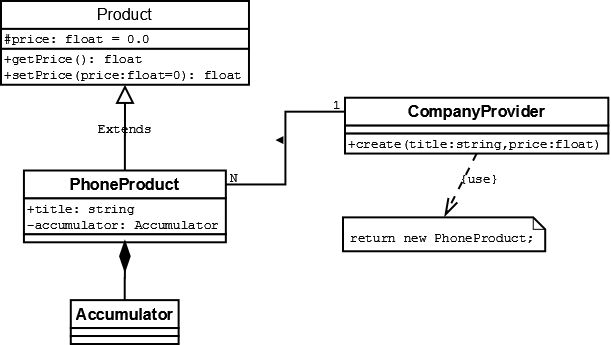 Product
#price: float = 0.0
+getPrice(): float
+setPrice(price:float=0): float
Extends
PhoneProduct
+title: string
-accumulator: Accumulator
Accumulator
N
1
CompanyProvider
+create(title:string,price:float)
{use}
return new PhoneProduct;